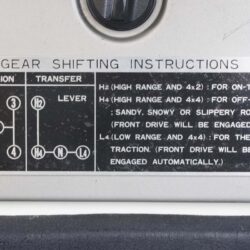 GEAR SHIFTING INSTRUCTIONS
ION TRANSFER
LEVER
3
4
H2
H4 N L4
H2 (HIGH RANGE AND 4x2) : FOR ON-T
H4 (HIGH RANGE AND 4x4) : FOR OFF-
: SANDY, SNOWY OR SLIPPERY RO
(FRONT DRIVE WILL BE ENGAGED
L4 (LOW RANGE AND 4x4) : FOR THE
TRACTION. (FRONT DRIVE WILL BE
ENGAGED AUTOMATICALLY.)